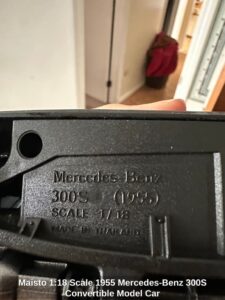 Mercedes-Benz
300S (1955)
SCALE 1/18
MADE IN THAILAND
Maisto 1:18 Scale 1955 Mercedes-Benz 300S
Convertible Model Car